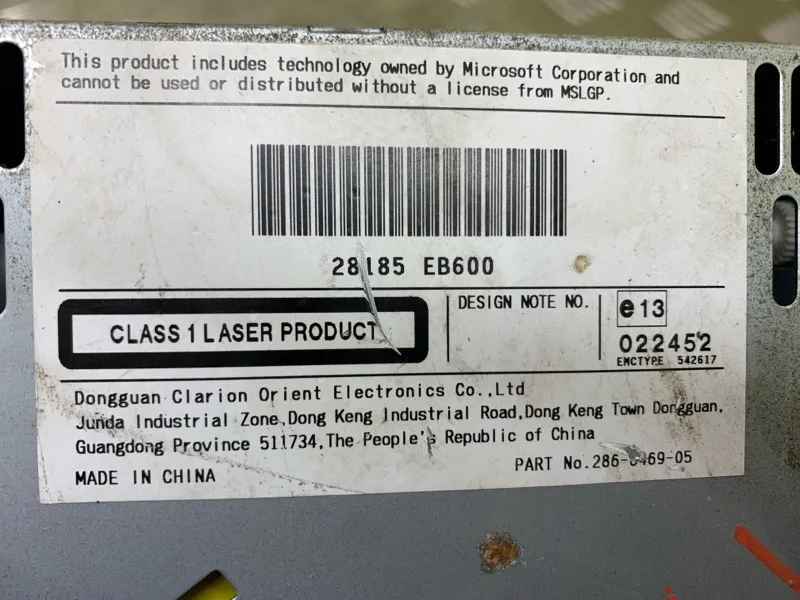 This product includes technology owned by Microsoft Corporation and
cannot be used or distributed without a license from MSLGP.
28185 EB600
CLASS 1 LASER PRODUCT
DESIGN NOTE NO.
e13
022452
EMCTYPE 542617
Dongguan Clarion Orient Electronics Co.,Ltd
Junda Industrial Zone,Dong Keng Industrial Road,Dong Keng Town Dongguan,
Guangdong Province 511734,The People's Republic of China
MADE IN CHINA
PART No.